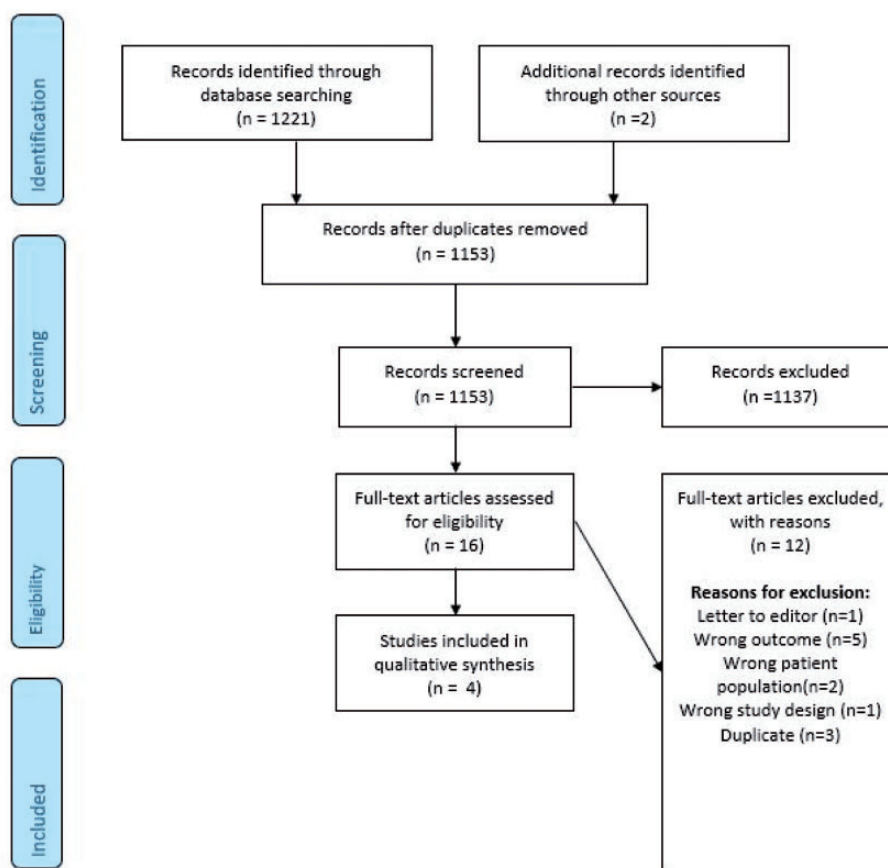 Identification
Records identified through
database searching
(n = 1221)
Additional records identified
through other sources
(n =2)
Records after duplicates removed
(n = 1153)
Screening
Records screened
(n = 1153)
Records excluded
(n =1137)
Eligibility
Full-text articles assessed
for eligibility
(n = 16)
Full-text articles excluded,
with reasons
(n = 12)
Reasons for exclusion:
Letter to editor (n=1)
Wrong outcome (n=5)
Wrong patient
population(n=2)
Wrong study design (n=1)
Duplicate (n=3)
Studies included in
qualitative synthesis
(n = 4)
Included